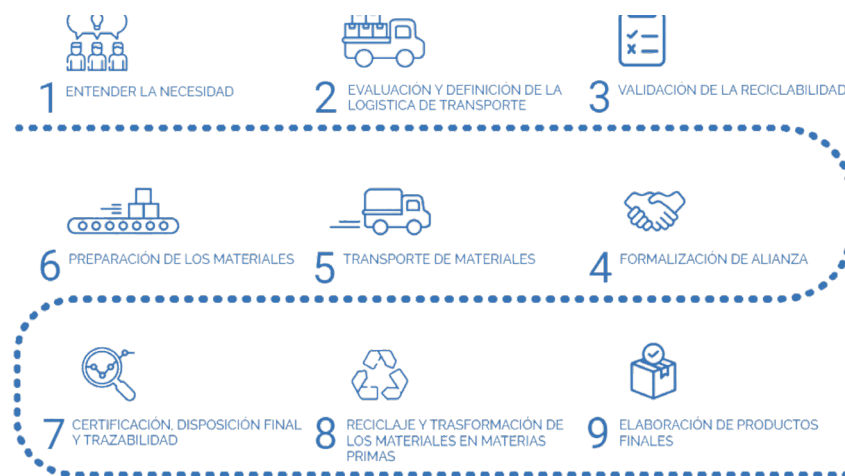 1 ENTENDER LA NECESIDAD
2 EVALUACIÓN Y DEFINICIÓN DE LA
LOGISTICA DE TRANSPORTE
3 VALIDACIÓN DE LA RECICLABILIDAD
6 PREPARACIÓN DE LOS MATERIALES
5 TRANSPORTE DE MATERIALES
4 FORMALIZACIÓN DE ALIANZA
7 CERTIFICACIÓN, DISPOSICIÓN FINAL
Y TRAZABILIDAD
8 RECICLAJE Y TRASFORMACIÓN DE
LOS MATERIALES EN MATERIAS
PRIMAS
9 ELABORACIÓN DE PRODUCTOS
FINALES